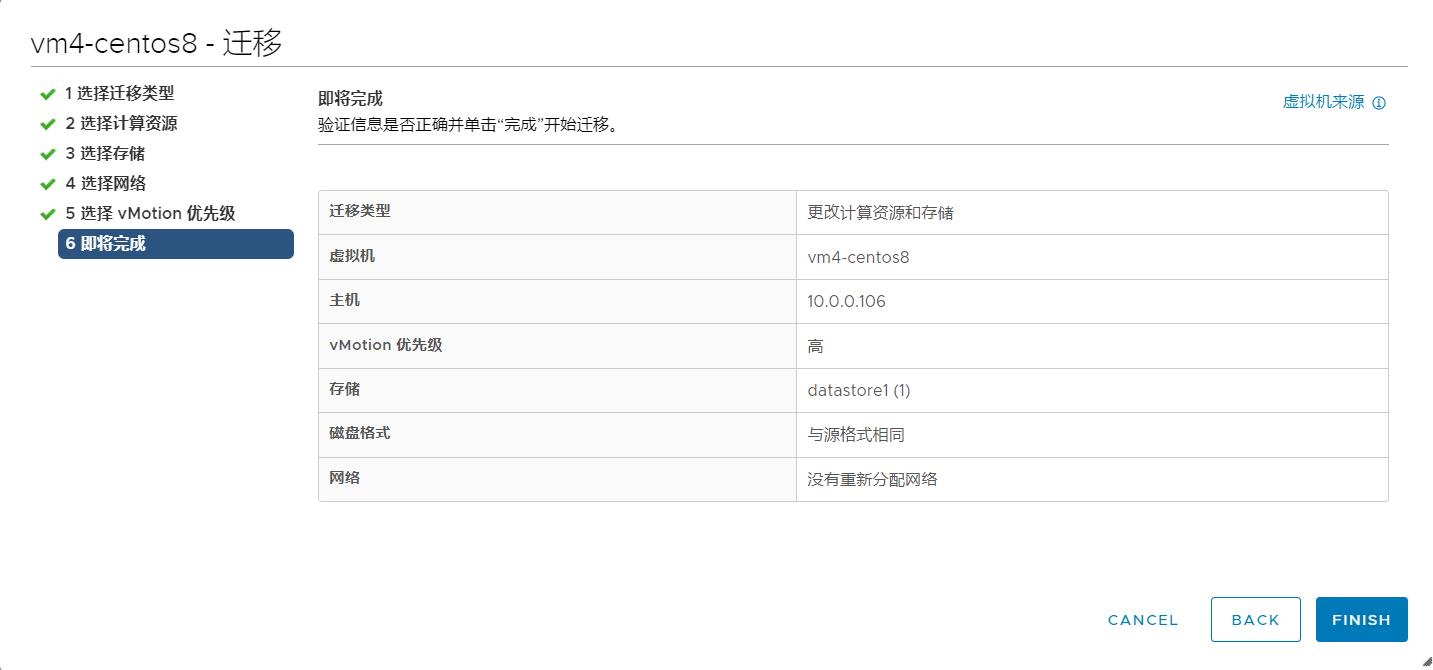 vm4-centos8 - 迁移
1 选择迁移类型
2 选择计算资源
3 选择存储
4 选择网络
5 选择 vMotion 优先级
6 即将完成
即将完成
验证信息是否正确并单击“完成”开始迁移。
虚拟机来源
迁移类型 更改计算资源和存储
虚拟机 vm4-centos8
主机 10.0.0.106
vMotion 优先级 高
存储 datastore1 (1)
磁盘格式 与源格式相同
网络 没有重新分配网络
CANCEL BACK FINISH